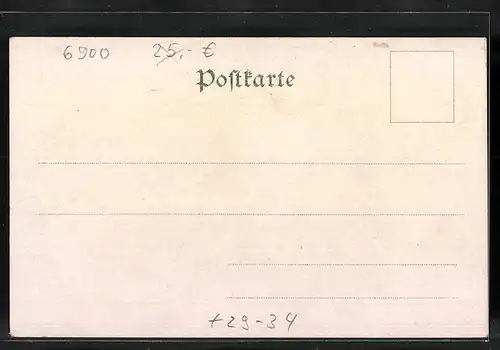 6900 25,- €
Poſtkarte
+29-34